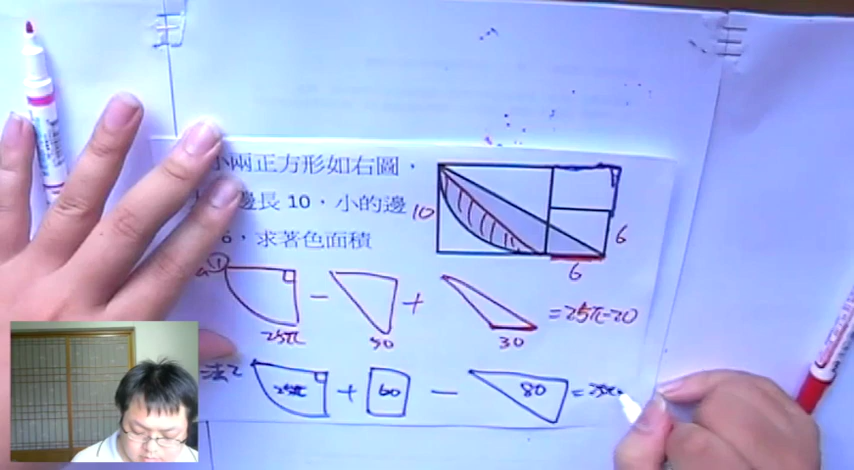 小兩正方形如右圖，
邊長 10，小的邊
6，求著色面積
10
6
6
① − + =25π-20
25π 50 30
法2 25π + 60 − 80 =25π